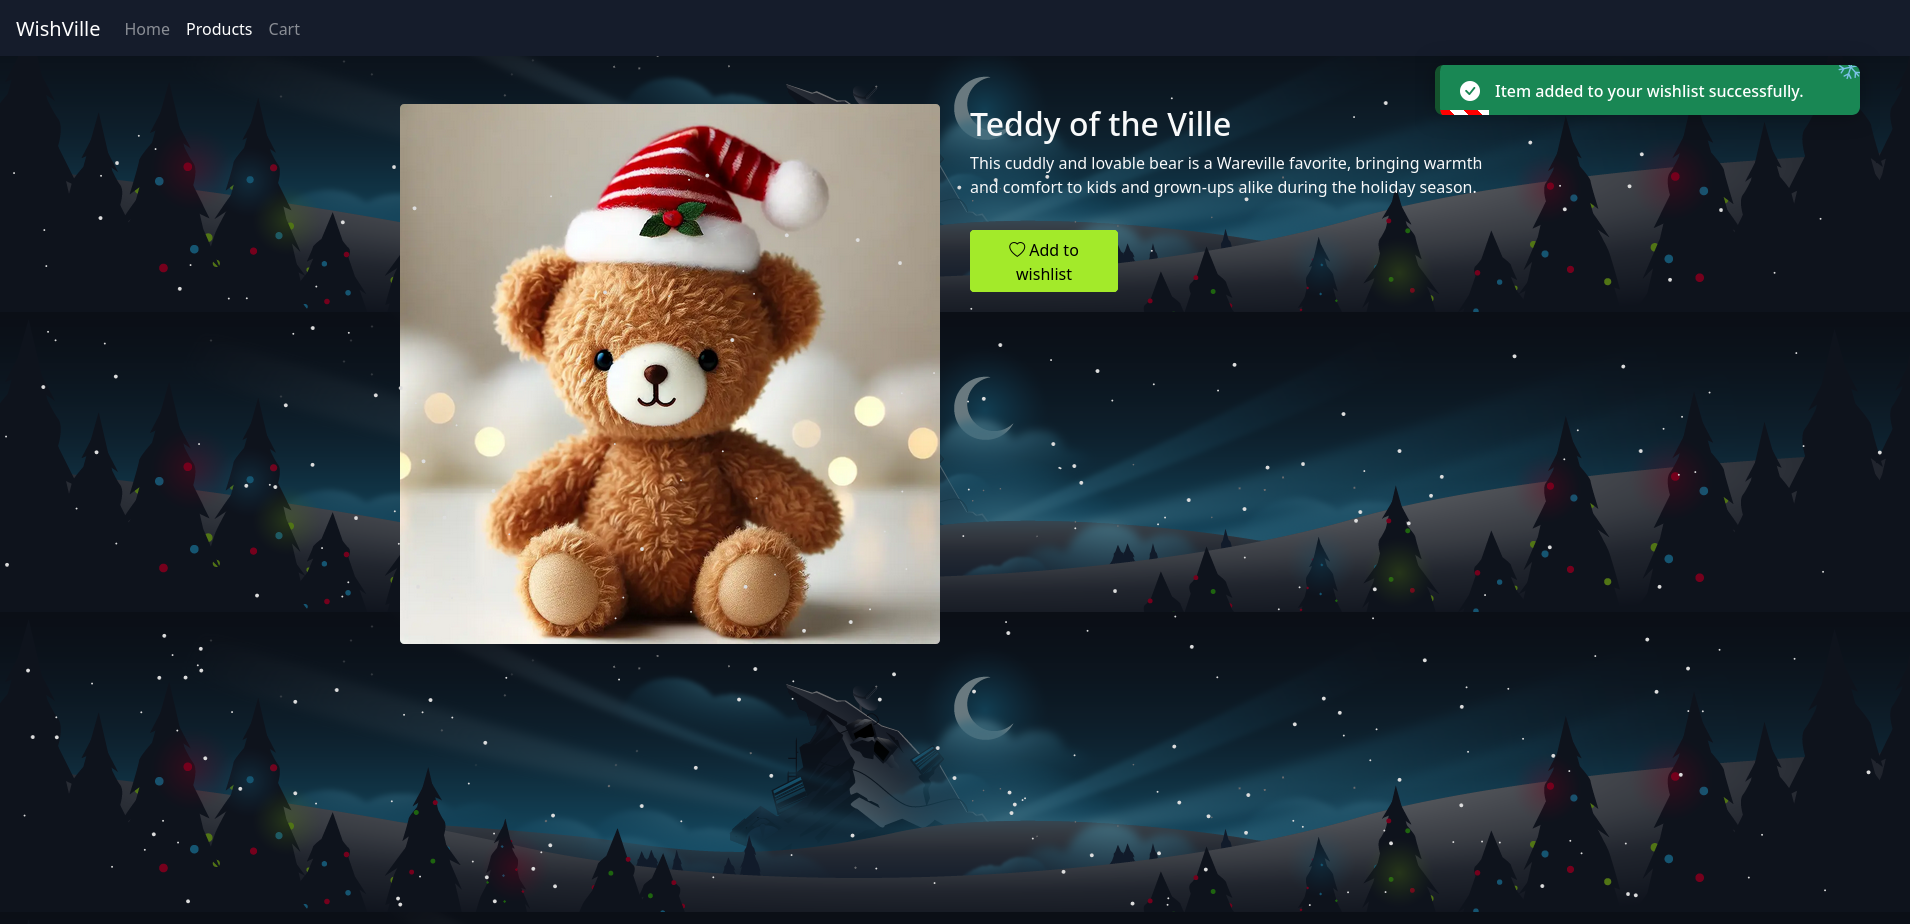 WishVille Home Products Cart
Item added to your wishlist successfully.
Teddy of the Ville
This cuddly and lovable bear is a Wareville favorite, bringing warmth
and comfort to kids and grown-ups alike during the holiday season.
Add to
wishlist